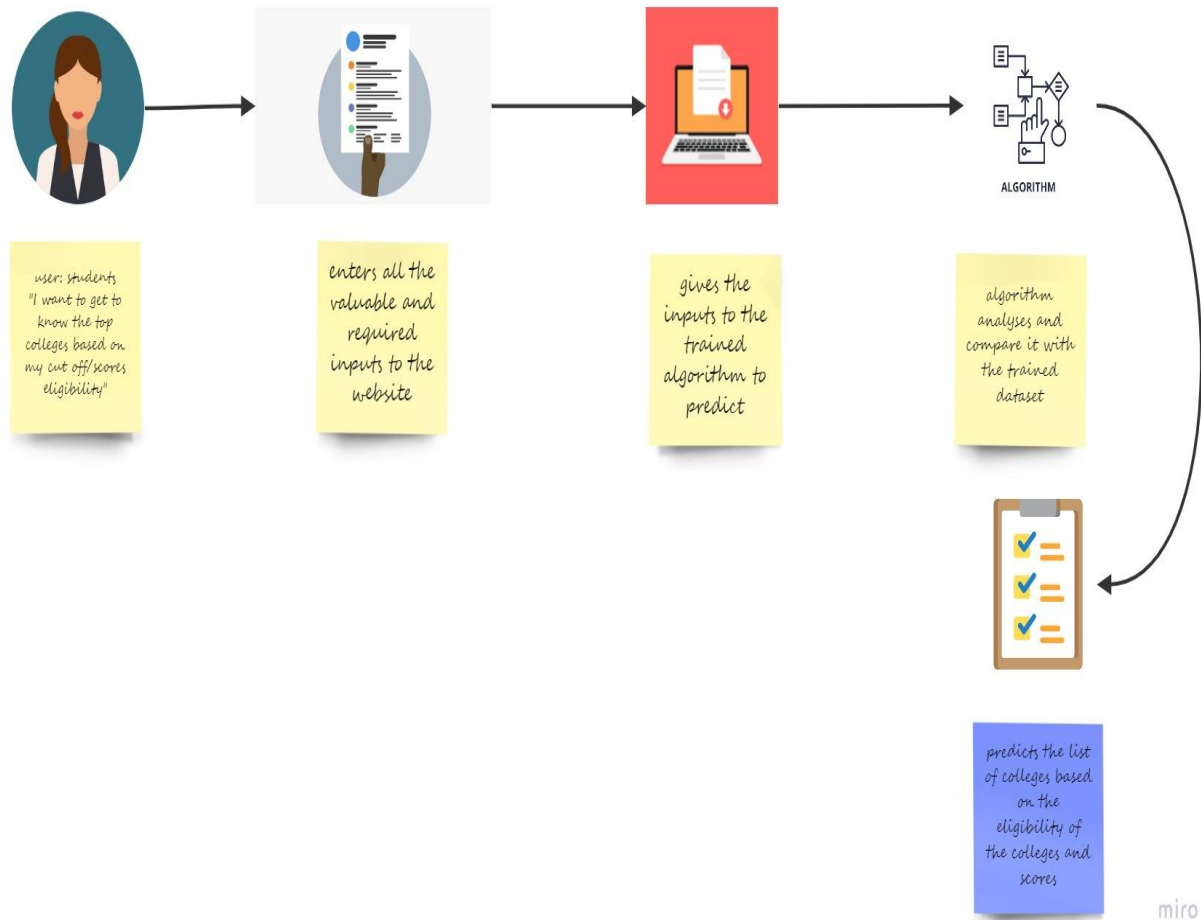 ALGORITHM
user: students
"I want to get to
know the top
colleges based on
my cut off/scores
eligibility"
enters all the
valuable and
required
inputs to the
website
gives the
inputs to the
trained
algorithm to
predict
algorithm
analyses and
compare it with
the trained
dataset
predicts the list
of colleges based
on the
eligibility of
the colleges and
scores
miro